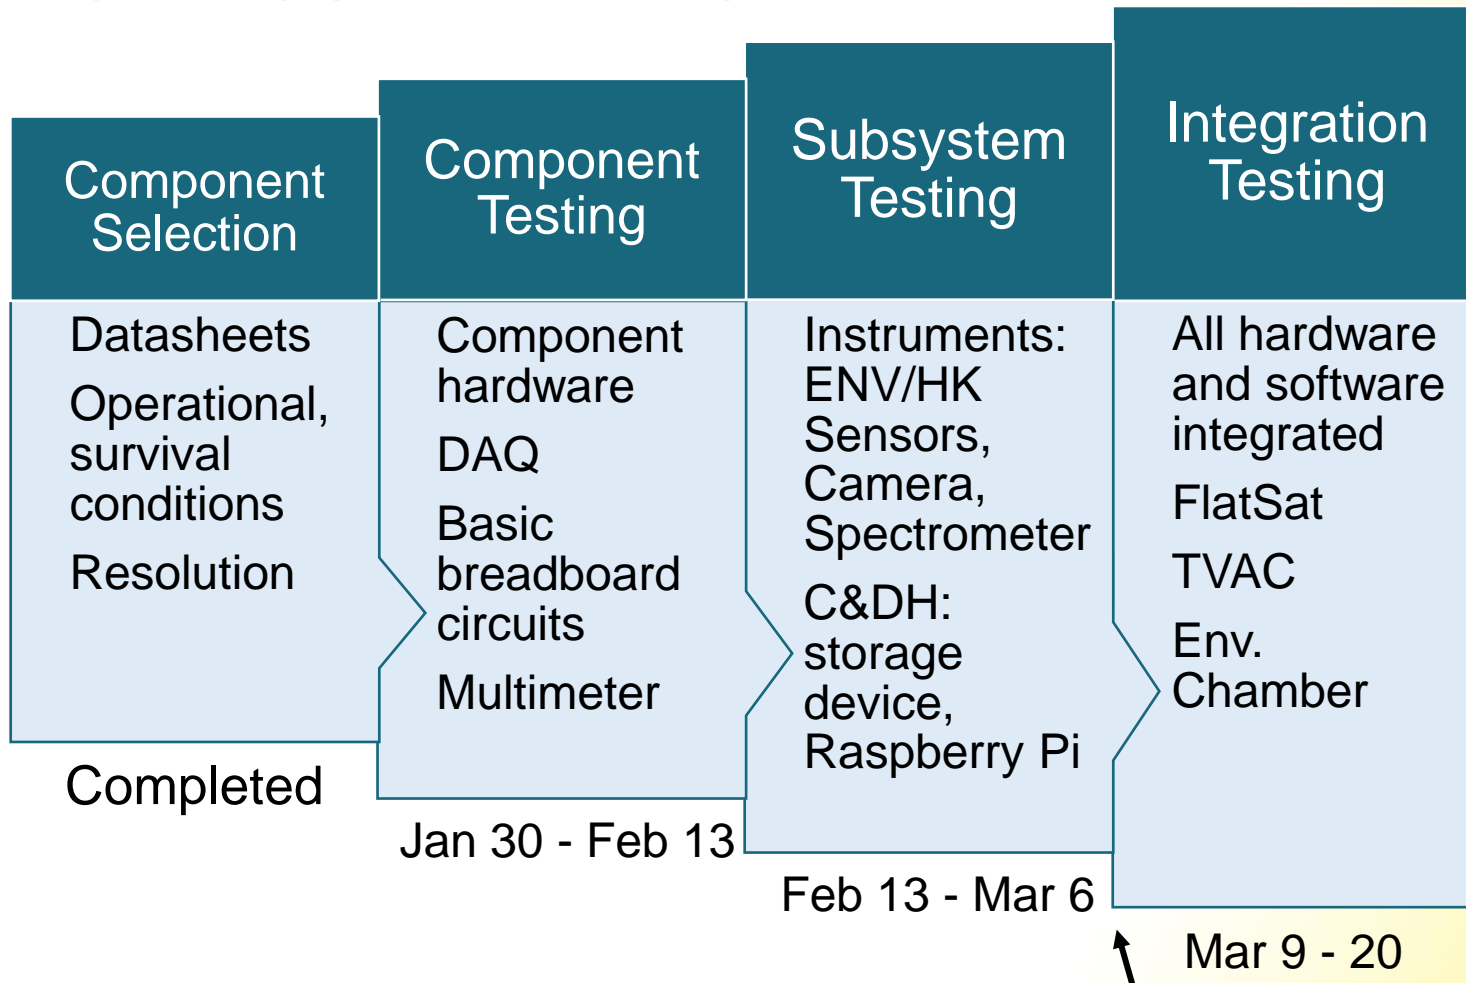 Component
Selection
Datasheets
Operational,
survival
conditions
Resolution
Completed
Component
Testing
Component
hardware
DAQ
Basic
breadboard
circuits
Multimeter
Jan 30 - Feb 13
Subsystem
Testing
Instruments:
ENV/HK
Sensors,
Camera,
Spectrometer
C&DH:
storage
device,
Raspberry Pi
Feb 13 - Mar 6
Integration
Testing
All hardware
and software
integrated
FlatSat
TVAC
Env.
Chamber
Mar 9 - 20